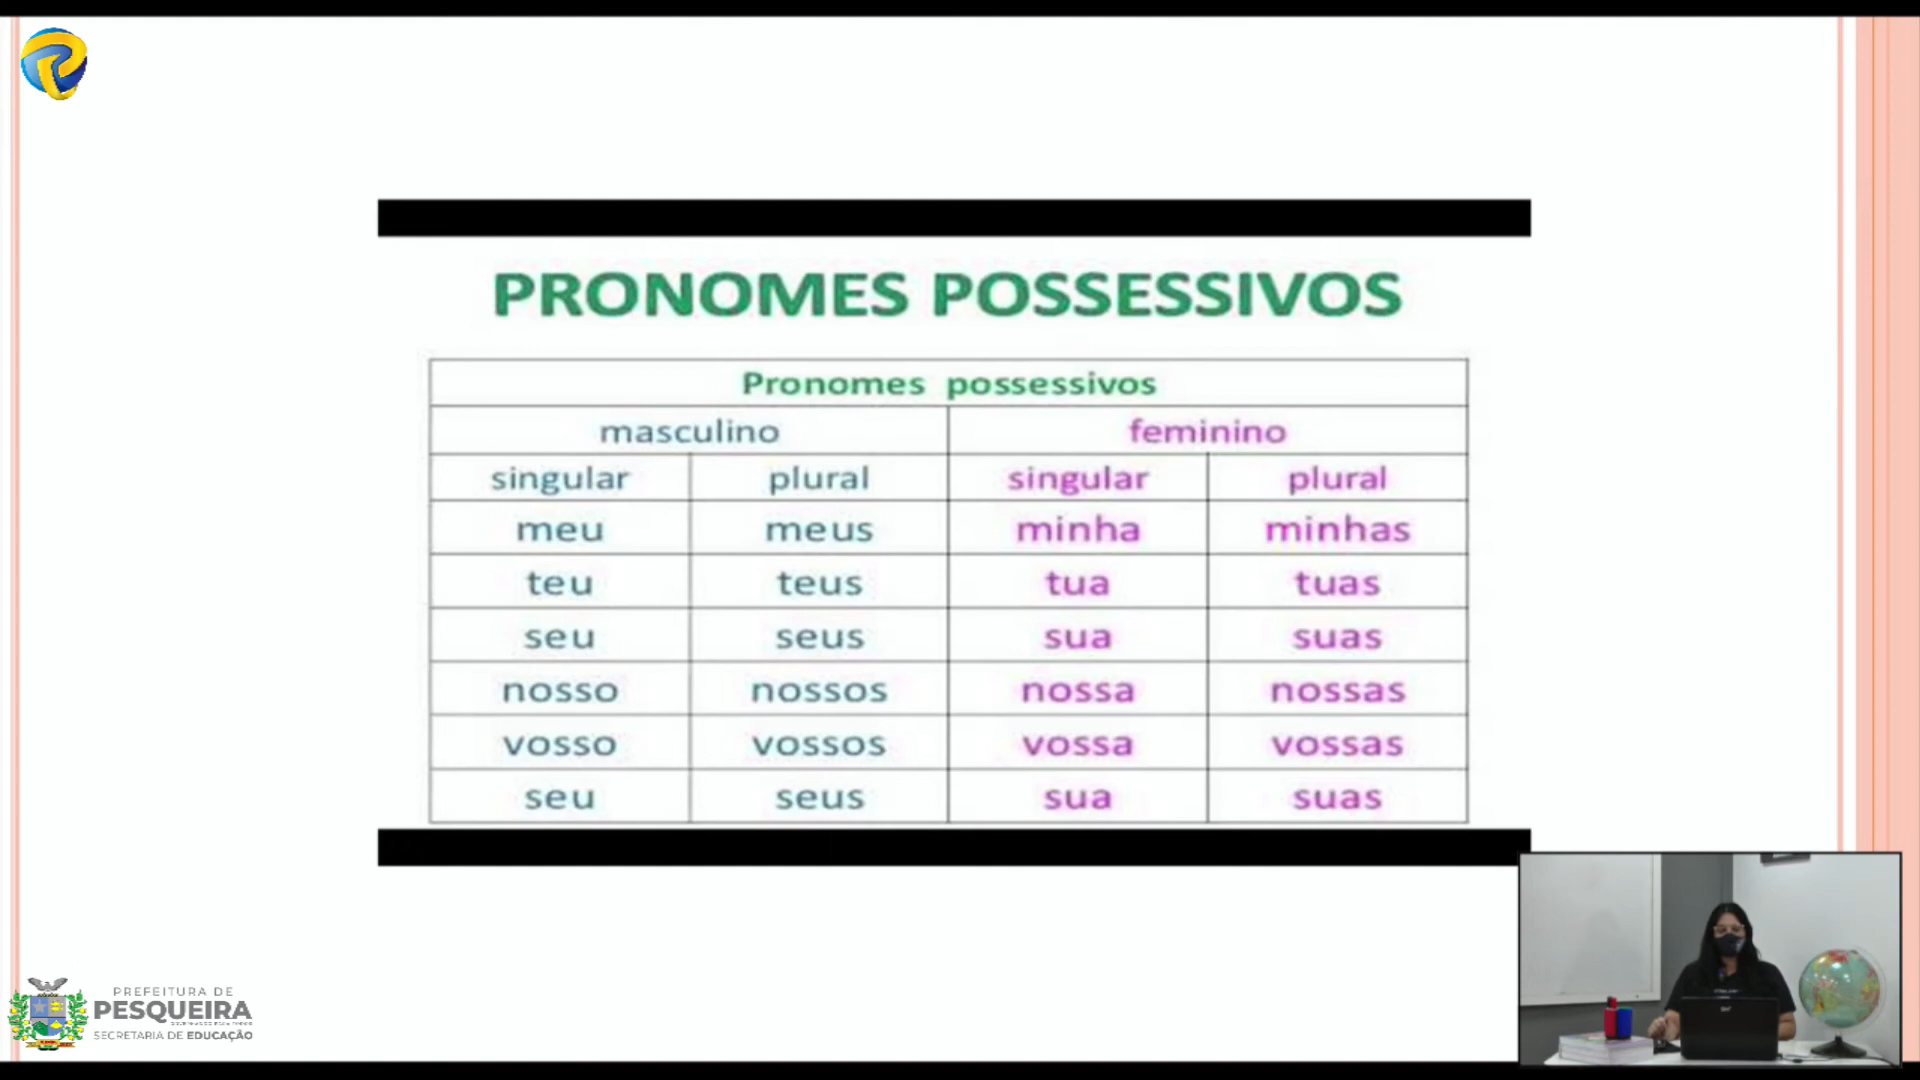 PRONOMES POSSESSIVOS
Pronomes possessivos
masculino feminino
singular plural singular plural
meu meus minha minhas
teu teus tua tuas
seu seus sua suas
nosso nossos nossa nossas
vosso vossos vossa vossas
seu seus sua suas
PREFEITURA DE
PESQUEIRA
SECRETARIA DE EDUCAÇÃO